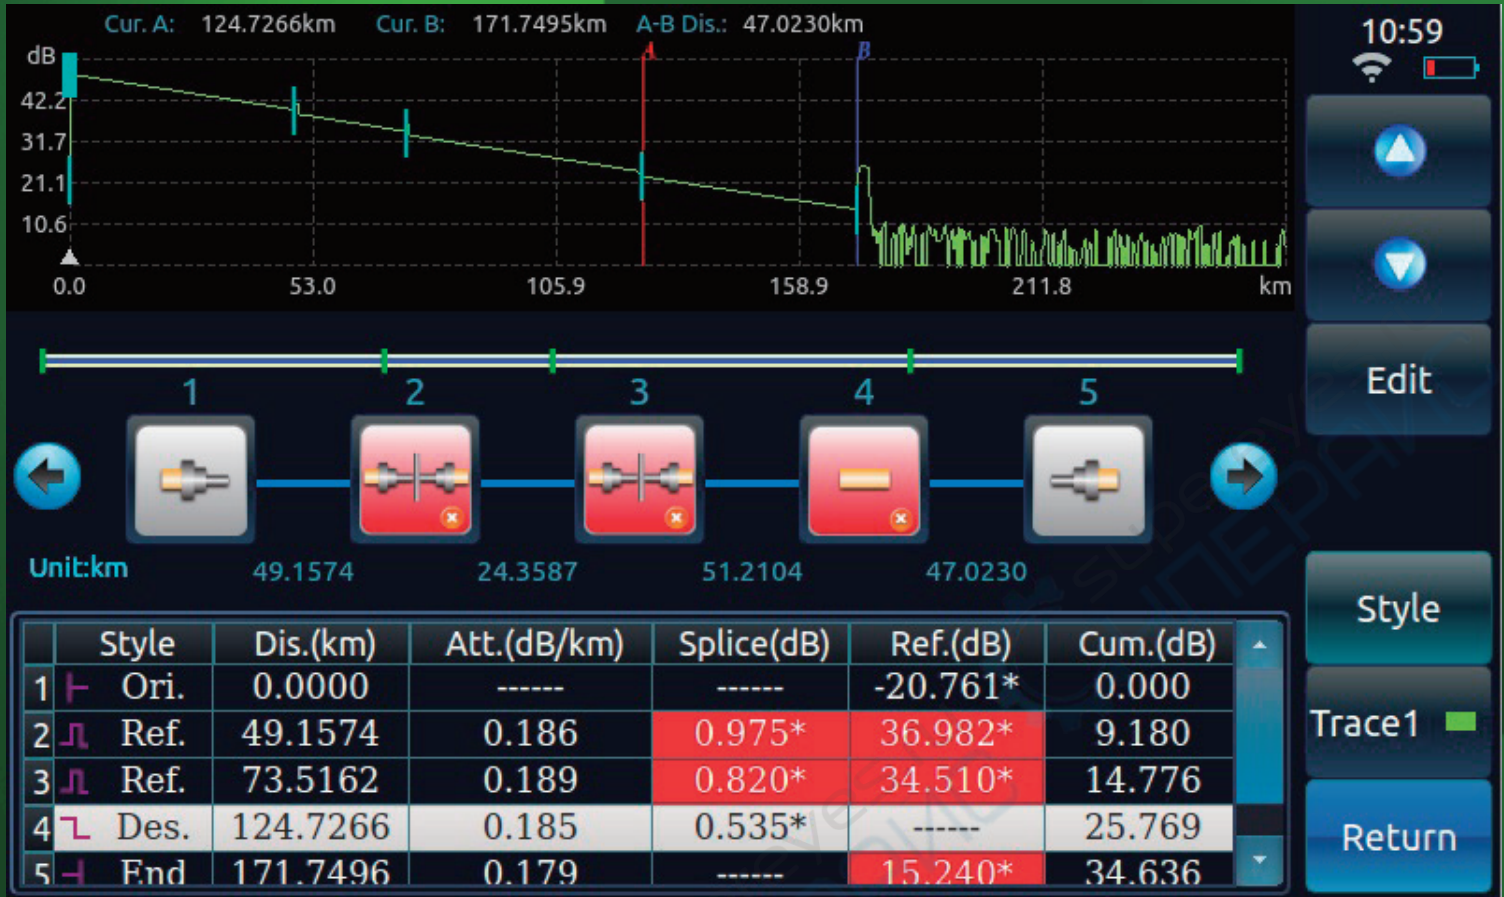 Cur. A: 124.7266km Cur. B: 171.7495km A-B Dis.: 47.0230km
10:59
A B
dB
42.2
31.7
21.1
10.6
0.0 53.0 105.9 158.9 211.8 km
Edit
1 2 3 4 5
Unit:km 49.1574 24.3587 51.2104 47.0230
Style
Style Dis.(km) Att.(dB/km) Splice(dB) Ref.(dB) Cum.(dB)
1 Ori. 0.0000 ------ ------ -20.761* 0.000
2 Ref. 49.1574 0.186 0.975* 36.982* 9.180
Trace1
3 Ref. 73.5162 0.189 0.820* 34.510* 14.776
4 Des. 124.7266 0.185 0.535* ------ 25.769
Return
5 End 171.7496 0.179 ------ 15.240* 34.636